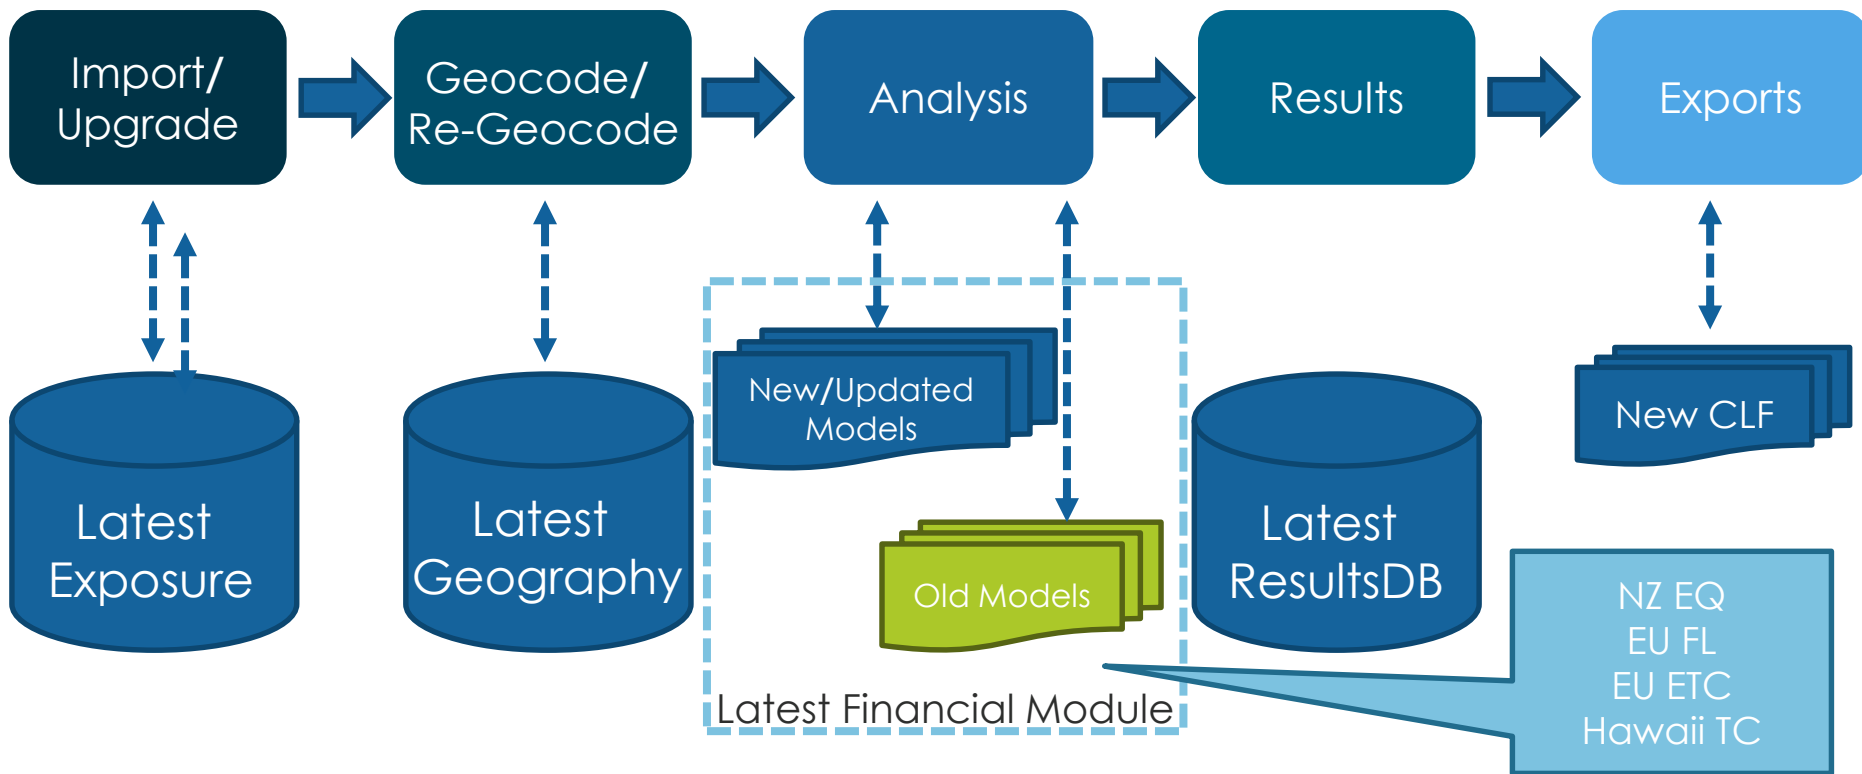 Import/
Upgrade
Geocode/
Re-Geocode
Analysis
Results
Exports
New/Updated
Models
New CLF
Latest
Exposure
Latest
Geography
Old Models
Latest
ResultsDB
Latest Financial Module
NZ EQ
EU FL
EU ETC
Hawaii TC